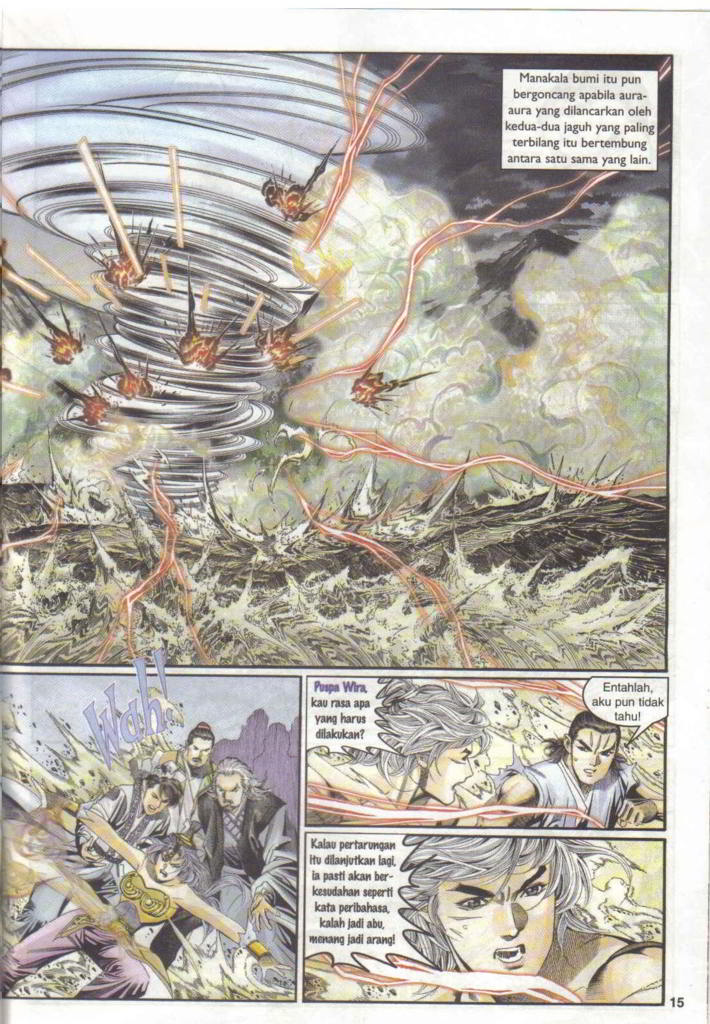 Manakala bumi itu pun
bergoncang apabila aura-
aura yang dilancarkan oleh
kedua-dua jaguh yang paling
terbilang itu bertembung
antara satu sama yang lain.
Wah!
Puspa Wira,
kau rasa apa
yang harus
dilakukan?
Entahlah,
aku pun tidak
tahu!
Kalau pertarungan
itu dilanjutkan lagi,
ia pasti akan ber-
kesudahan seperti
kata peribahasa,
kalah jadi abu,
menang jadi arang!
15